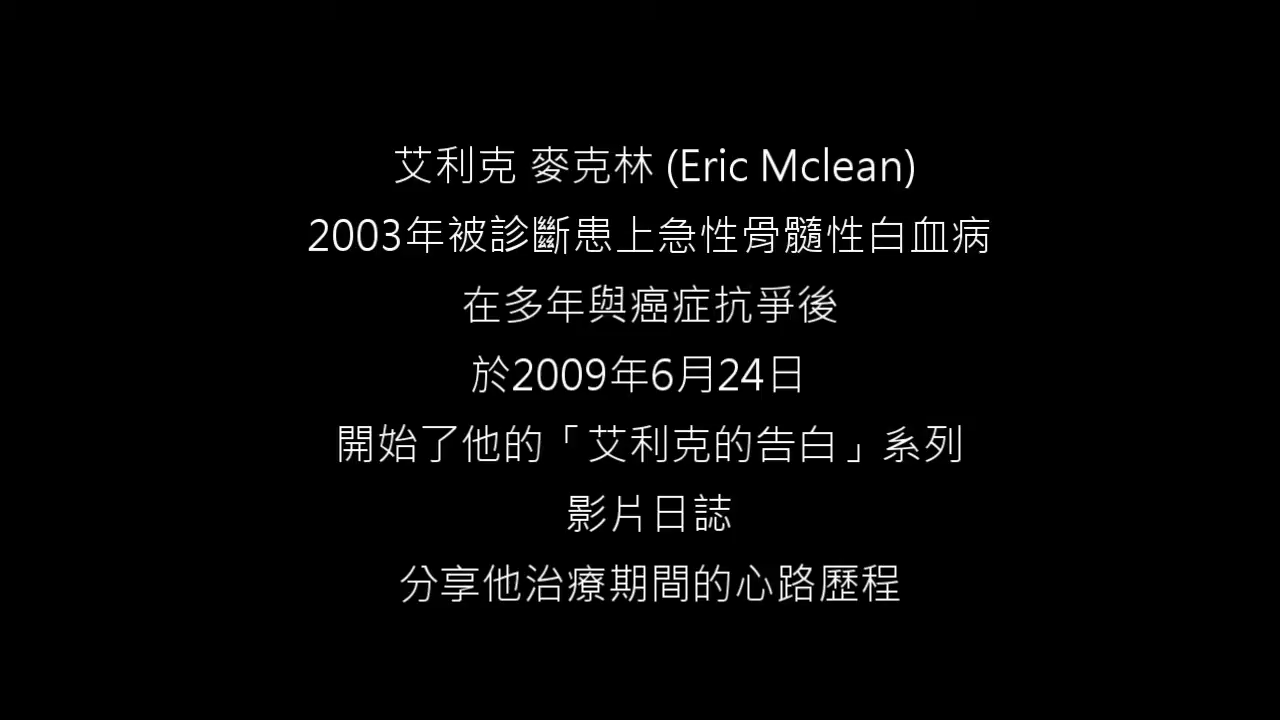 艾利克 麥克林 (Eric Mclean)
2003年被診斷患上急性骨髓性白血病
在多年與癌症抗爭後
於2009年6月24日
開始了他的「艾利克的告白」系列
影片日誌
分享他治療期間的心路歷程